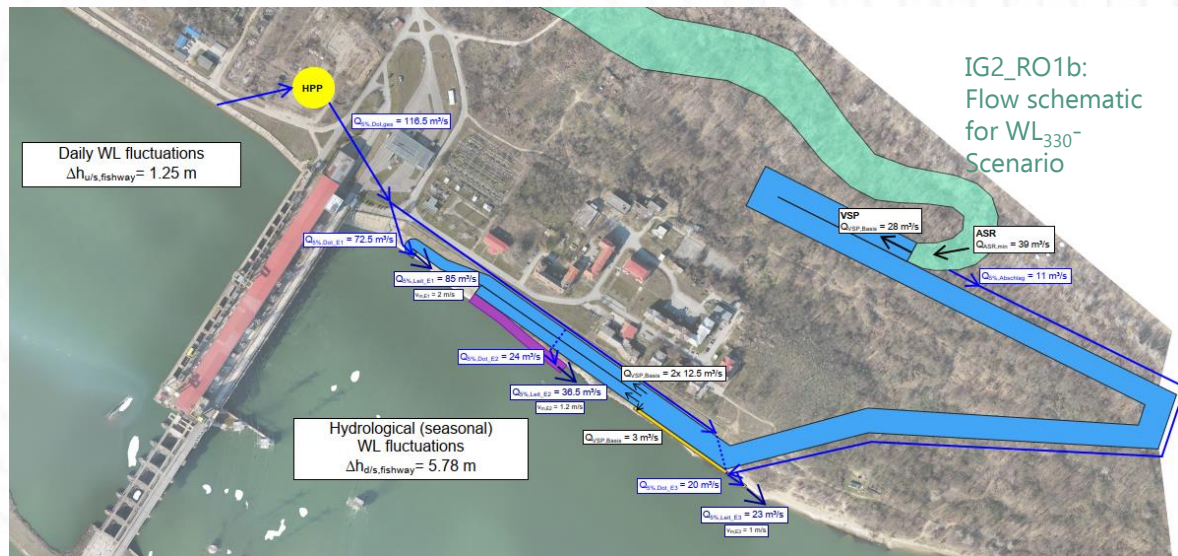 IG2_RO1b:
Flow schematic
for WL₃₃₀-
Scenario
HPP
Q5%,Dot,ges = 116.5 m³/s
Daily WL fluctuations
Δhu/s,fishway= 1.25 m
VSP
QVSP,Basis = 28 m³/s
ASR
QASR,min = 39 m³/s
Q5%,Abschlag = 11 m³/s
Q5%,Dot_E1 = 72.5 m³/s
Q5%,Leit_E1 = 85 m³/s
vm,E1 = 2 m/s
Q5%,Dot_E2 = 24 m³/s
QVSP,Basis = 2x 12.5 m³/s
Q5%,Leit_E2 = 36.5 m³/s
vm,E2 = 1.2 m/s
Hydrological (seasonal)
WL fluctuations
Δhd/s,fishway= 5.78 m
QVSP,Basis = 3 m³/s
Q5%,Dot_E3 = 20 m³/s
Q5%,Leit_E3 = 23 m³/s
vm,E3 = 1 m/s